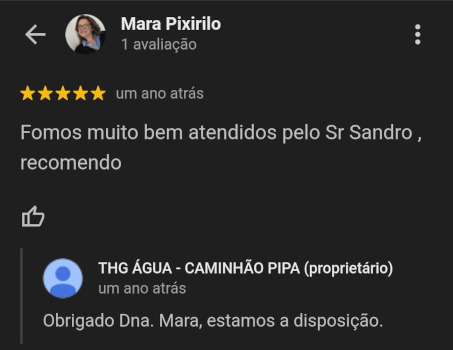 Mara Pixirilo
1 avaliação
um ano atrás
Fomos muito bem atendidos pelo Sr Sandro ,
recomendo
THG ÁGUA - CAMINHÃO PIPA (proprietário)
um ano atrás
Obrigado Dna. Mara, estamos a disposição.